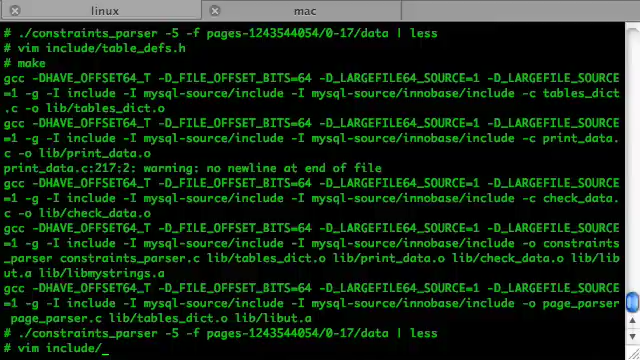 linux
mac
# ./constraints_parser -5 -f pages-1243544054/0-17/data | less
# vim include/table_defs.h
# make
gcc -DHAVE_OFFSET64_T -D_FILE_OFFSET_BITS=64 -D_LARGEFILE64_SOURCE=1 -D_LARGEFILE_SOURCE
=1 -g -I include -I mysql-source/include -I mysql-source/innobase/include -c tables_dict
.c -o lib/tables_dict.o
gcc -DHAVE_OFFSET64_T -D_FILE_OFFSET_BITS=64 -D_LARGEFILE64_SOURCE=1 -D_LARGEFILE_SOURCE
=1 -g -I include -I mysql-source/include -I mysql-source/innobase/include -c print_data.
c -o lib/print_data.o
print_data.c:217:2: warning: no newline at end of file
gcc -DHAVE_OFFSET64_T -D_FILE_OFFSET_BITS=64 -D_LARGEFILE64_SOURCE=1 -D_LARGEFILE_SOURCE
=1 -g -I include -I mysql-source/include -I mysql-source/innobase/include -c check_data.
c -o lib/check_data.o
gcc -DHAVE_OFFSET64_T -D_FILE_OFFSET_BITS=64 -D_LARGEFILE64_SOURCE=1 -D_LARGEFILE_SOURCE
=1 -g -I include -I mysql-source/include -I mysql-source/innobase/include -o constraints
_parser constraints_parser.c lib/tables_dict.o lib/print_data.o lib/check_data.o lib/lib
ut.a lib/libmystrings.a
gcc -DHAVE_OFFSET64_T -D_FILE_OFFSET_BITS=64 -D_LARGEFILE64_SOURCE=1 -D_LARGEFILE_SOURCE
=1 -g -I include -I mysql-source/include -I mysql-source/innobase/include -o page_parser
page_parser.c lib/tables_dict.o lib/libut.a
# ./constraints_parser -5 -f pages-1243544054/0-17/data | less
# vim include/_